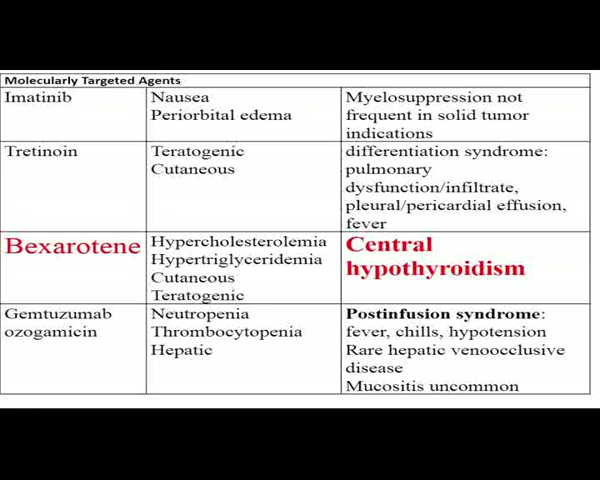 Molecularly Targeted Agents
Imatinib
Nausea
Periorbital edema
Myelosuppression not
frequent in solid tumor
indications
Tretinoin
Teratogenic
Cutaneous
differentiation syndrome:
pulmonary
dysfunction/infiltrate,
pleural/pericardial effusion,
fever
Bexarotene
Hypercholesterolemia
Hypertriglyceridemia
Cutaneous
Teratogenic
Central
hypothyroidism
Gemtuzumab
ozogamicin
Neutropenia
Thrombocytopenia
Hepatic
Postinfusion syndrome:
fever, chills, hypotension
Rare hepatic venoocclusive
disease
Mucositis uncommon